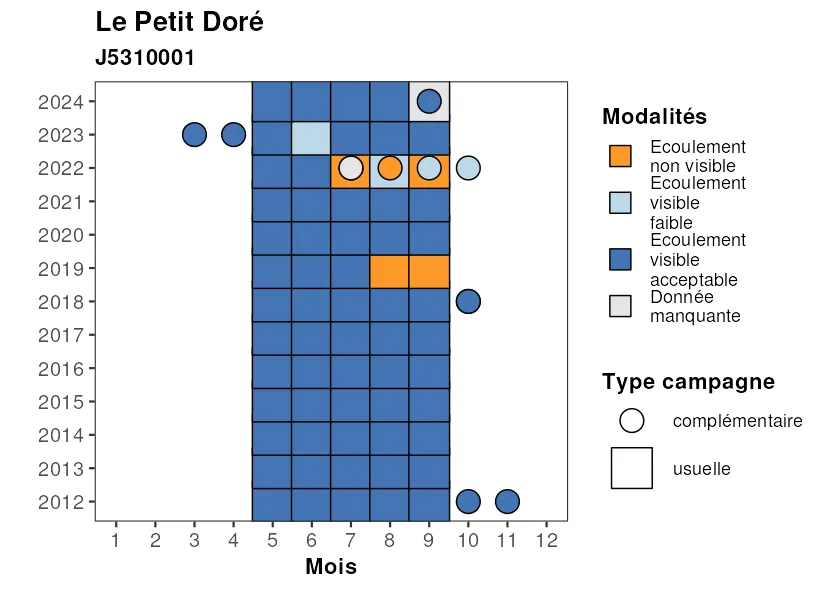 Le Petit Doré
J5310001
2024
2023
2022
2021
2020
2019
2018
2017
2016
2015
2014
2013
2012
1 2 3 4 5 6 7 8 9 10 11 12
Mois
Modalités
Ecoulement
non visible
Ecoulement
visible
faible
Ecoulement
visible
acceptable
Donnée
manquante
Type campagne
complémentaire
usuelle